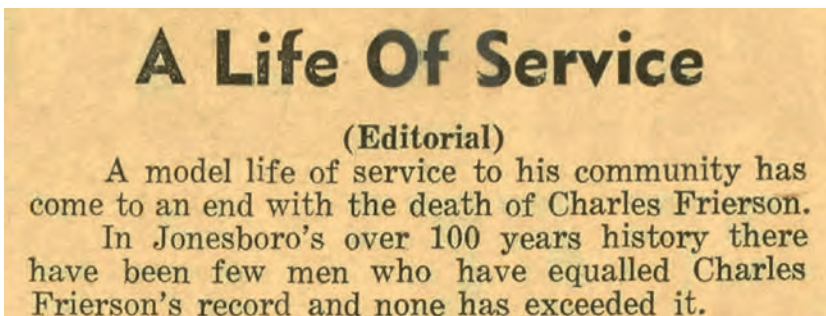 A Life Of Service
(Editorial)
A model life of service to his community has
come to an end with the death of Charles Frierson.
In Jonesboro's over 100 years history there
have been few men who have equalled Charles
Frierson's record and none has exceeded it.